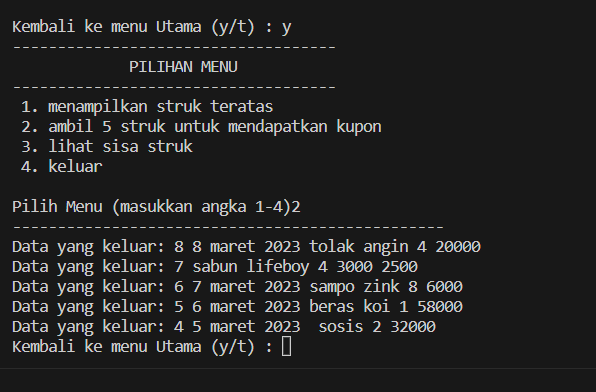 Kembali ke menu Utama (y/t) : y
------------------------------------
PILIHAN MENU
------------------------------------
1. menampilkan struk teratas
2. ambil 5 struk untuk mendapatkan kupon
3. lihat sisa struk
4. keluar
Pilih Menu (masukkan angka 1-4)2
------------------------------------------------
Data yang keluar: 8 8 maret 2023 tolak angin 4 20000
Data yang keluar: 7 sabun lifeboy 4 3000 2500
Data yang keluar: 6 7 maret 2023 sampo zink 8 6000
Data yang keluar: 5 6 maret 2023 beras koi 1 58000
Data yang keluar: 4 5 maret 2023  sosis 2 32000
Kembali ke menu Utama (y/t) :